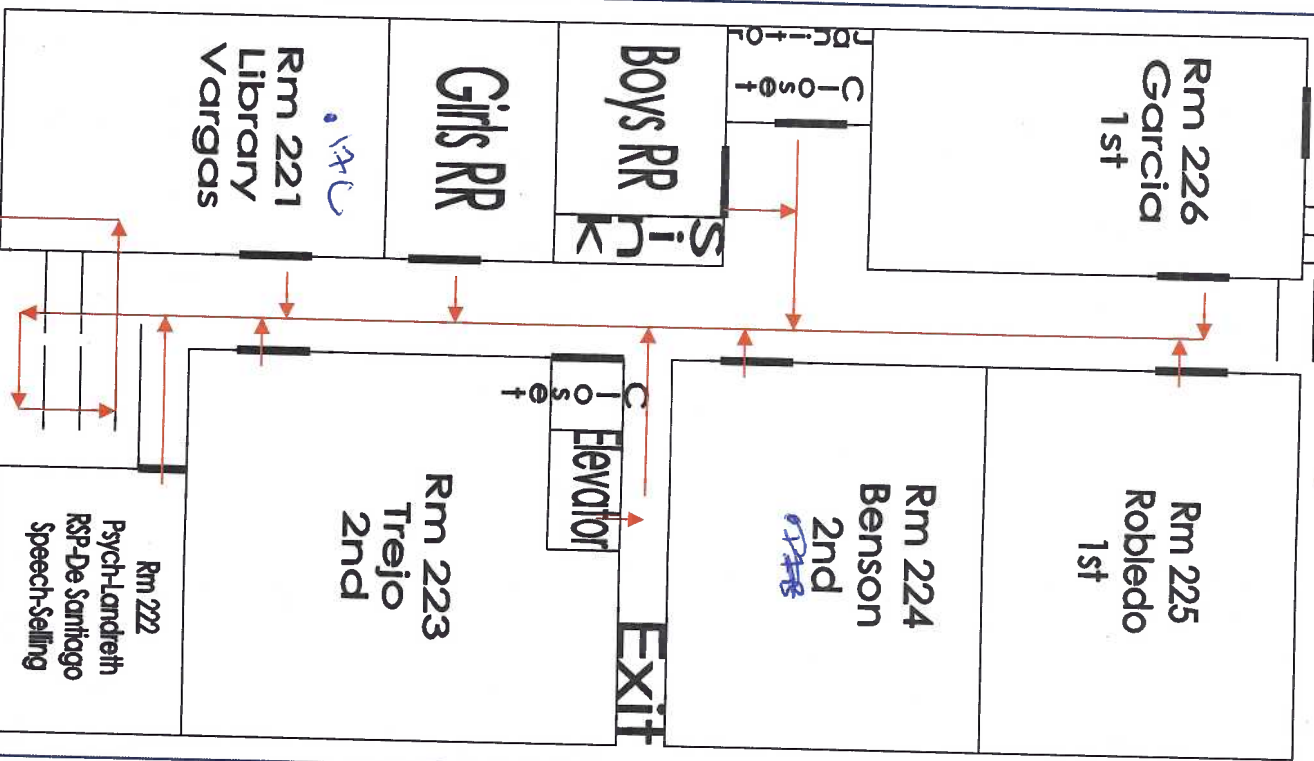 Rm 226
Garcia
1st
Janitor
Closet
Boys RR
Sink
Girls RR
Rm 221
Library
Vargas
Rm 225
Robledo
1st
Rm 224
Benson
2nd
Exit
Closet
Elevator
Rm 223
Trejo
2nd
Rm 222
Psych-Landreth
RSP-De Santiago
Speech-Selling